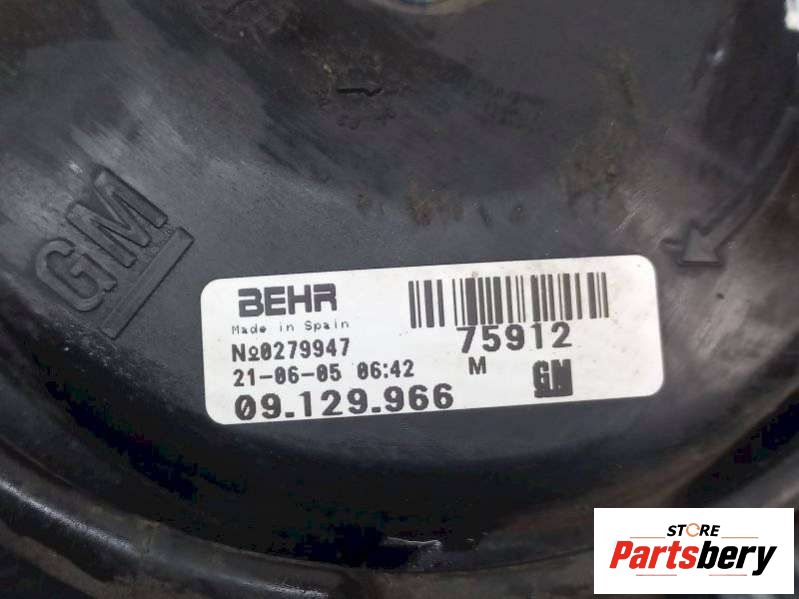 GM
BEHR
Made in Spain
№0279947
21-06-05 06:42
09.129.966
75912
M
GM
STORE
Partsbery